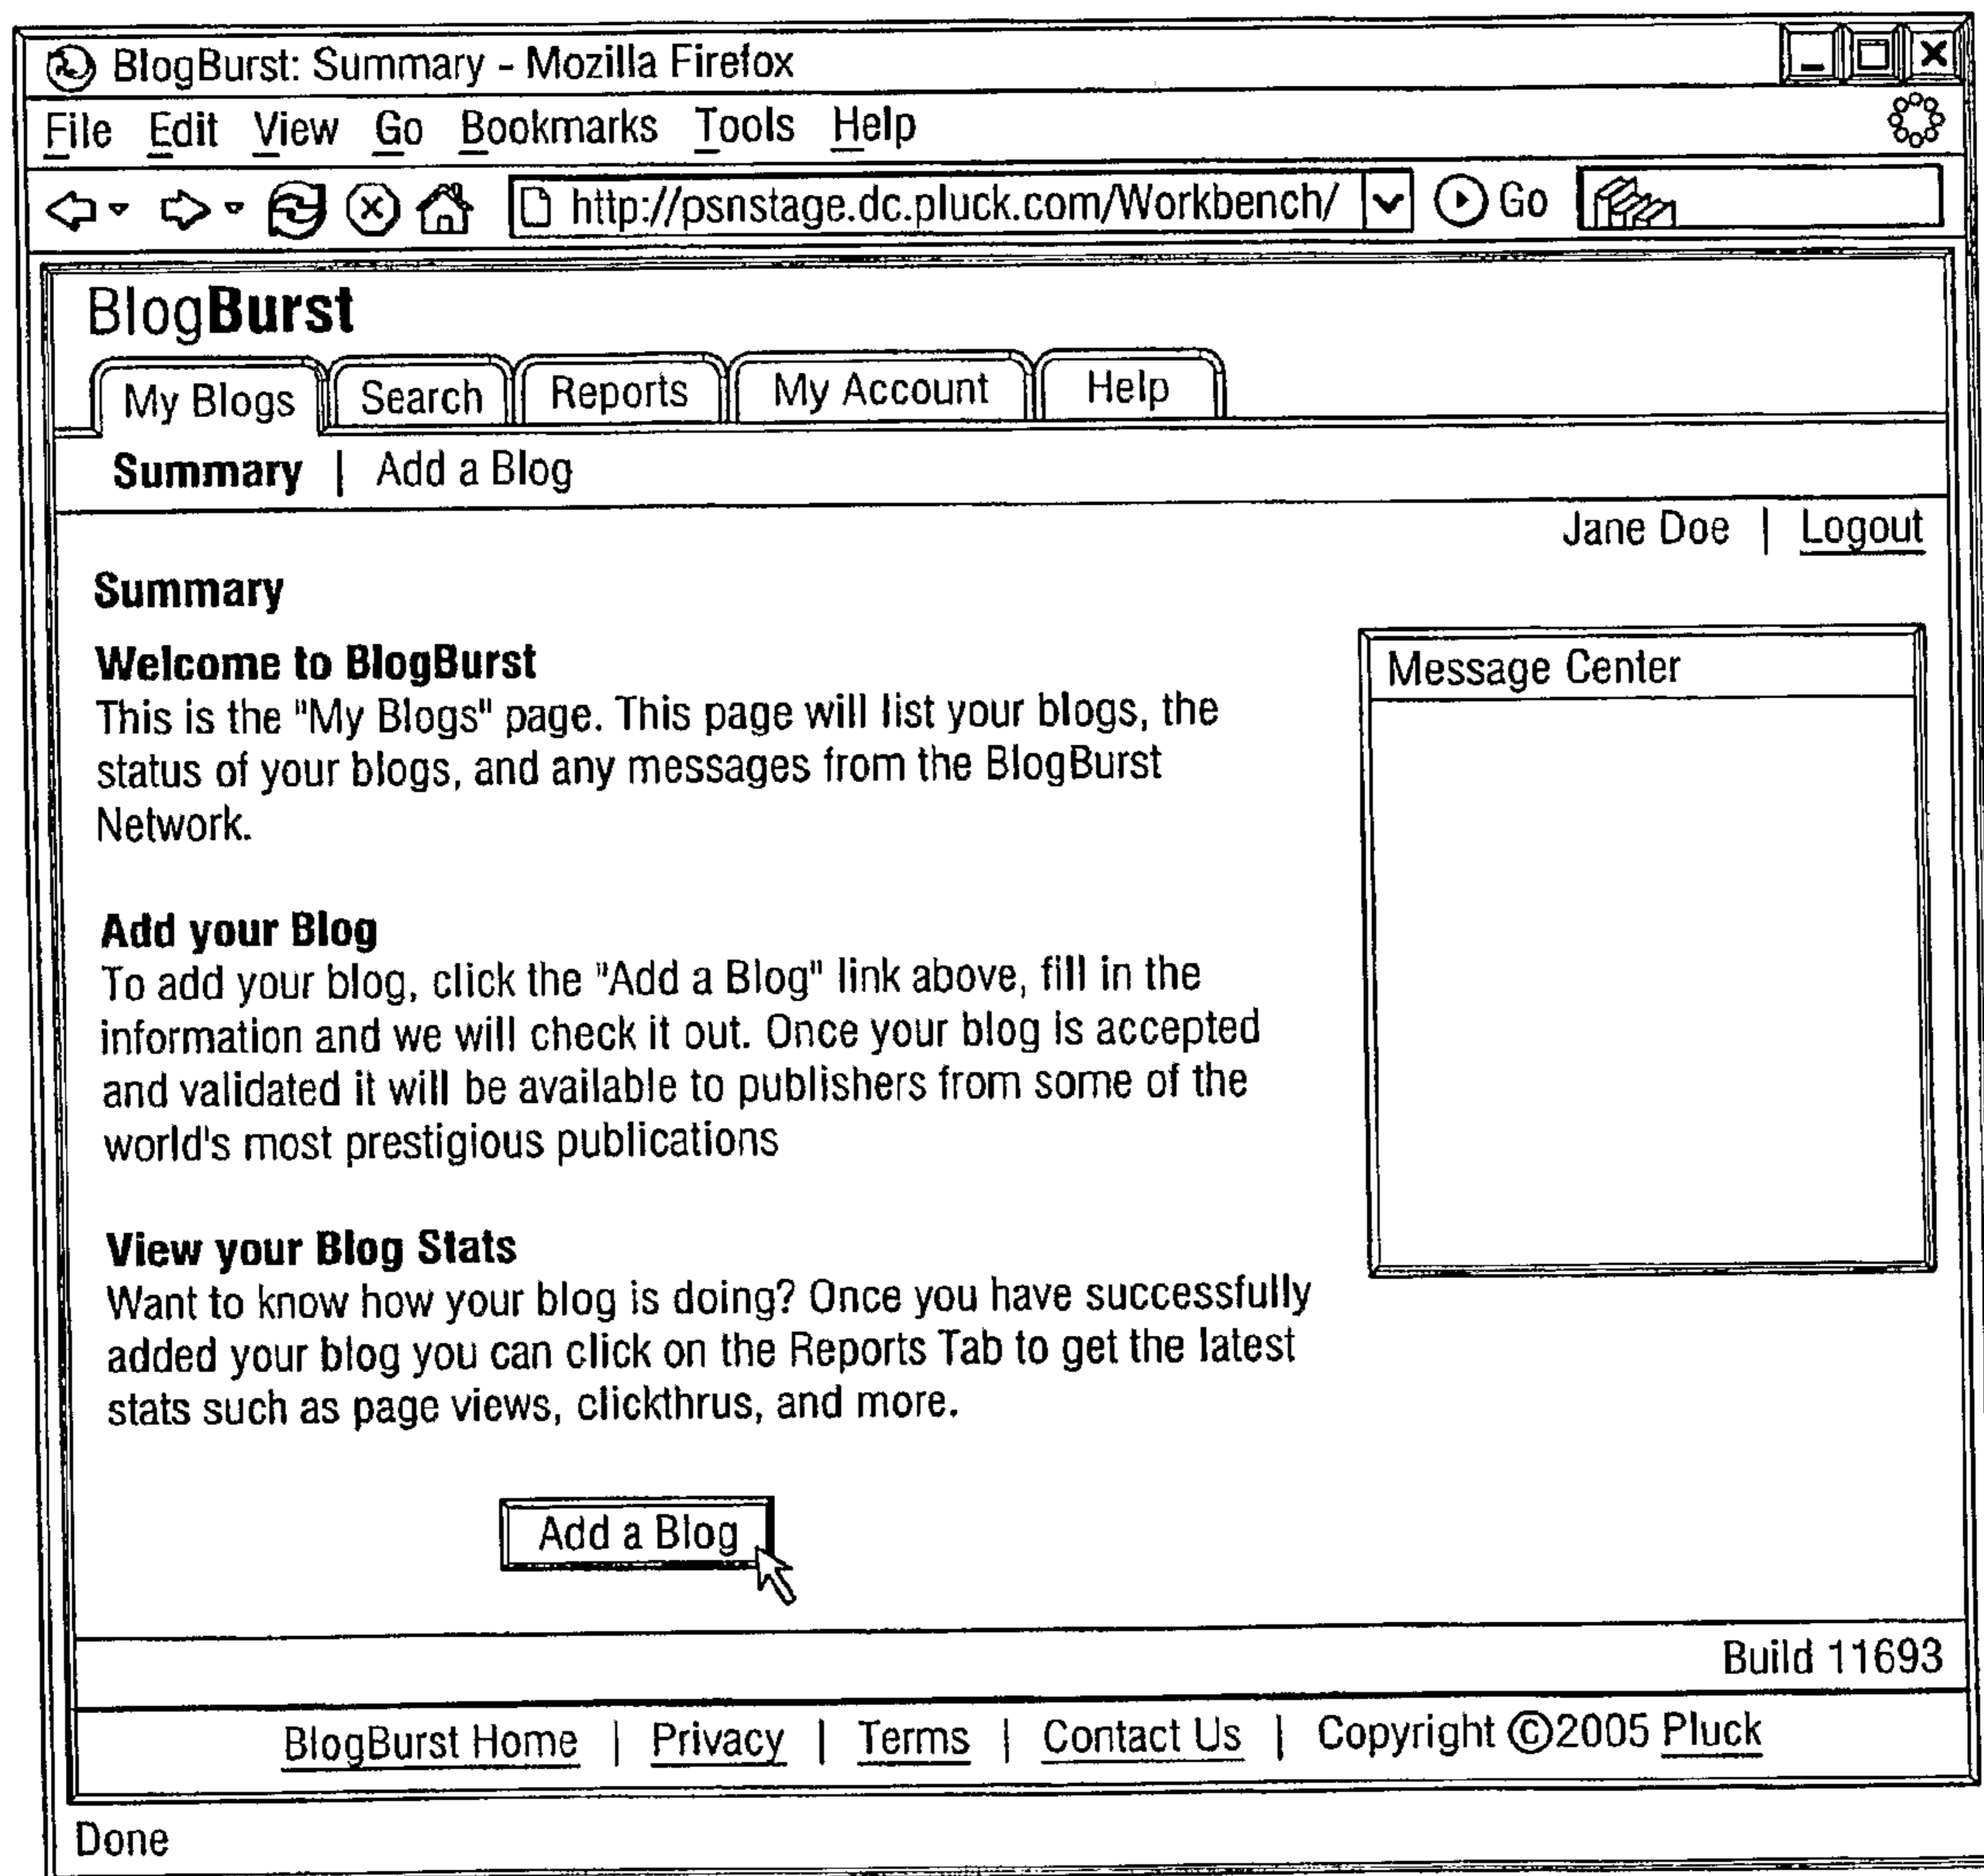 BlogBurst: Summary - Mozilla Firefox
File Edit View Go Bookmarks Tools Help
http://psnstage.dc.pluck.com/Workbench/ Go
BlogBurst
My Blogs Search Reports My Account Help
Summary | Add a Blog
Jane Doe | Logout
Summary
Welcome to BlogBurst
This is the "My Blogs" page. This page will list your blogs, the
status of your blogs, and any messages from the BlogBurst
Network.
Message Center
Add your Blog
To add your blog, click the "Add a Blog" link above, fill in the
information and we will check it out. Once your blog is accepted
and validated it will be available to publishers from some of the
world's most prestigious publications
View your Blog Stats
Want to know how your blog is doing? Once you have successfully
added your blog you can click on the Reports Tab to get the latest
stats such as page views, clickthrus, and more.
Add a Blog
Build 11693
BlogBurst Home | Privacy | Terms | Contact Us | Copyright ©2005 Pluck
Done